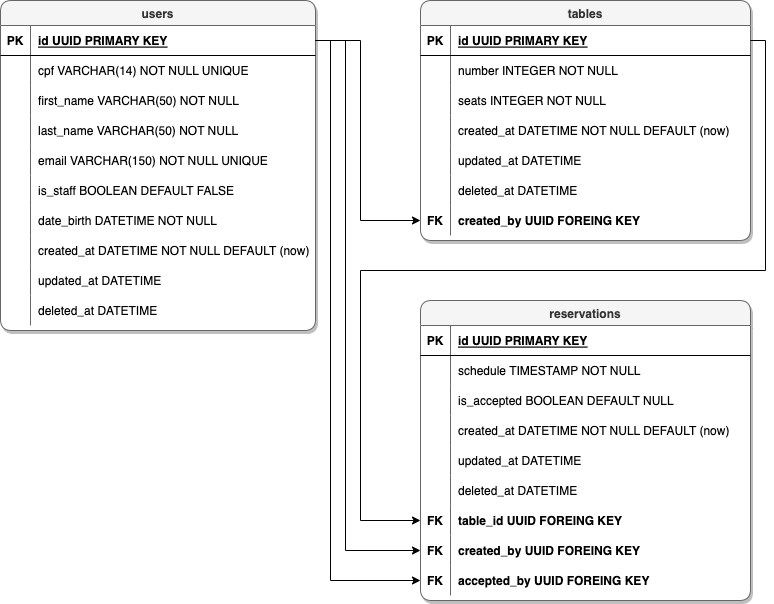 users
PK id UUID PRIMARY KEY
cpf VARCHAR(14) NOT NULL UNIQUE
first_name VARCHAR(50) NOT NULL
last_name VARCHAR(50) NOT NULL
email VARCHAR(150) NOT NULL UNIQUE
is_staff BOOLEAN DEFAULT FALSE
date_birth DATETIME NOT NULL
created_at DATETIME NOT NULL DEFAULT (now)
updated_at DATETIME
deleted_at DATETIME
tables
PK id UUID PRIMARY KEY
number INTEGER NOT NULL
seats INTEGER NOT NULL
created_at DATETIME NOT NULL DEFAULT (now)
updated_at DATETIME
deleted_at DATETIME
FK created_by UUID FOREING KEY
reservations
PK id UUID PRIMARY KEY
schedule TIMESTAMP NOT NULL
is_accepted BOOLEAN DEFAULT NULL
created_at DATETIME NOT NULL DEFAULT (now)
updated_at DATETIME
deleted_at DATETIME
FK table_id UUID FOREING KEY
FK created_by UUID FOREING KEY
FK accepted_by UUID FOREING KEY